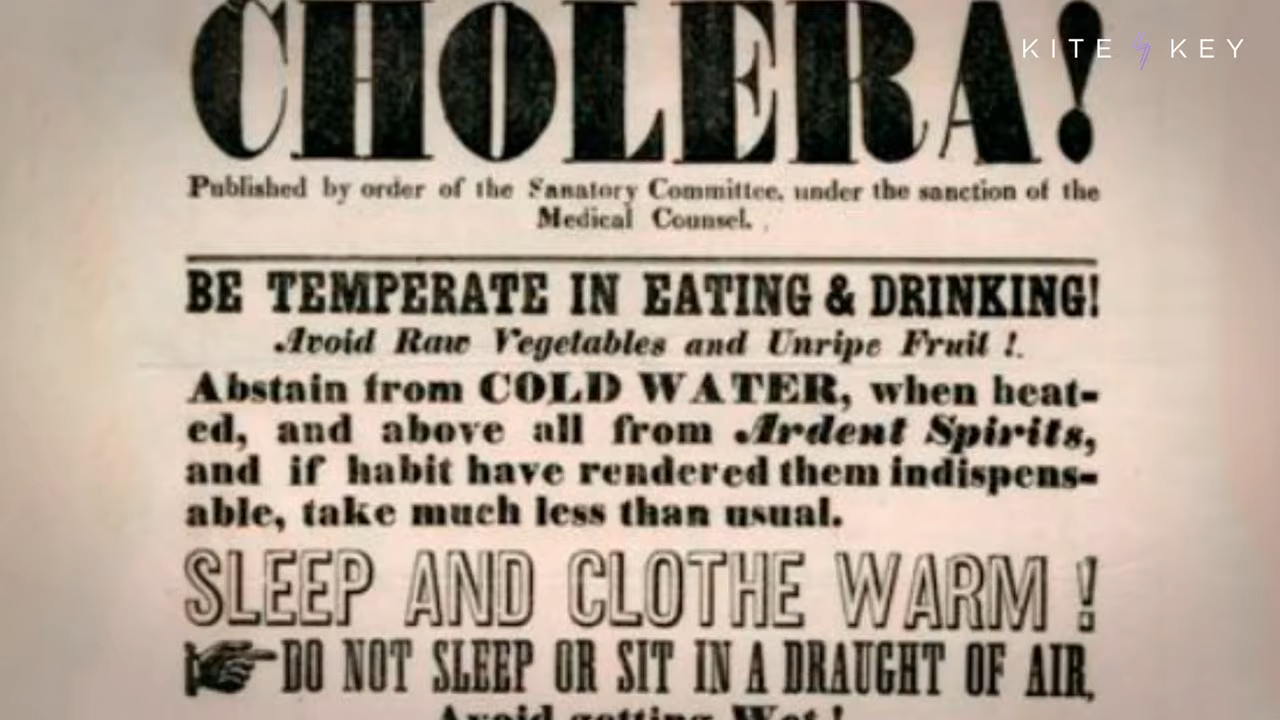 CHOLERA!
KITE KEY
Published by order of the Sanatory Committee, under the sanction of the
Medical Counsel.
BE TEMPERATE IN EATING & DRINKING!
Avoid Raw Vegetables and Unripe Fruit !.
Abstain from COLD WATER, when heat-
ed, and above all from Ardent Spirits,
and if habit have rendered them indispens-
able, take much less than usual.
SLEEP AND CLOTHE WARM !
DO NOT SLEEP OR SIT IN A DRAUGHT OF AIR,
Avoid getting Wet !